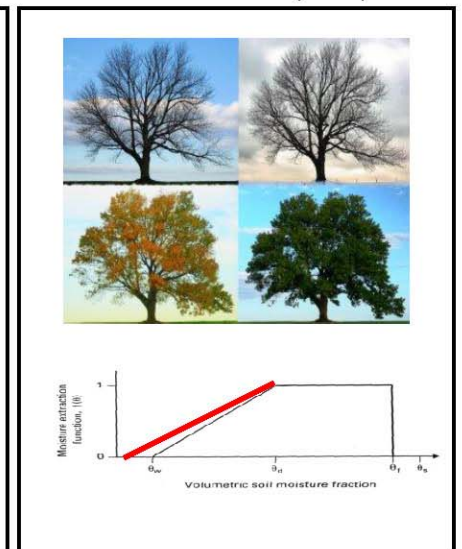 Moisture extraction
function, f(θ)
1
0
θw θd θf θs
Volumetric soil moisture fraction